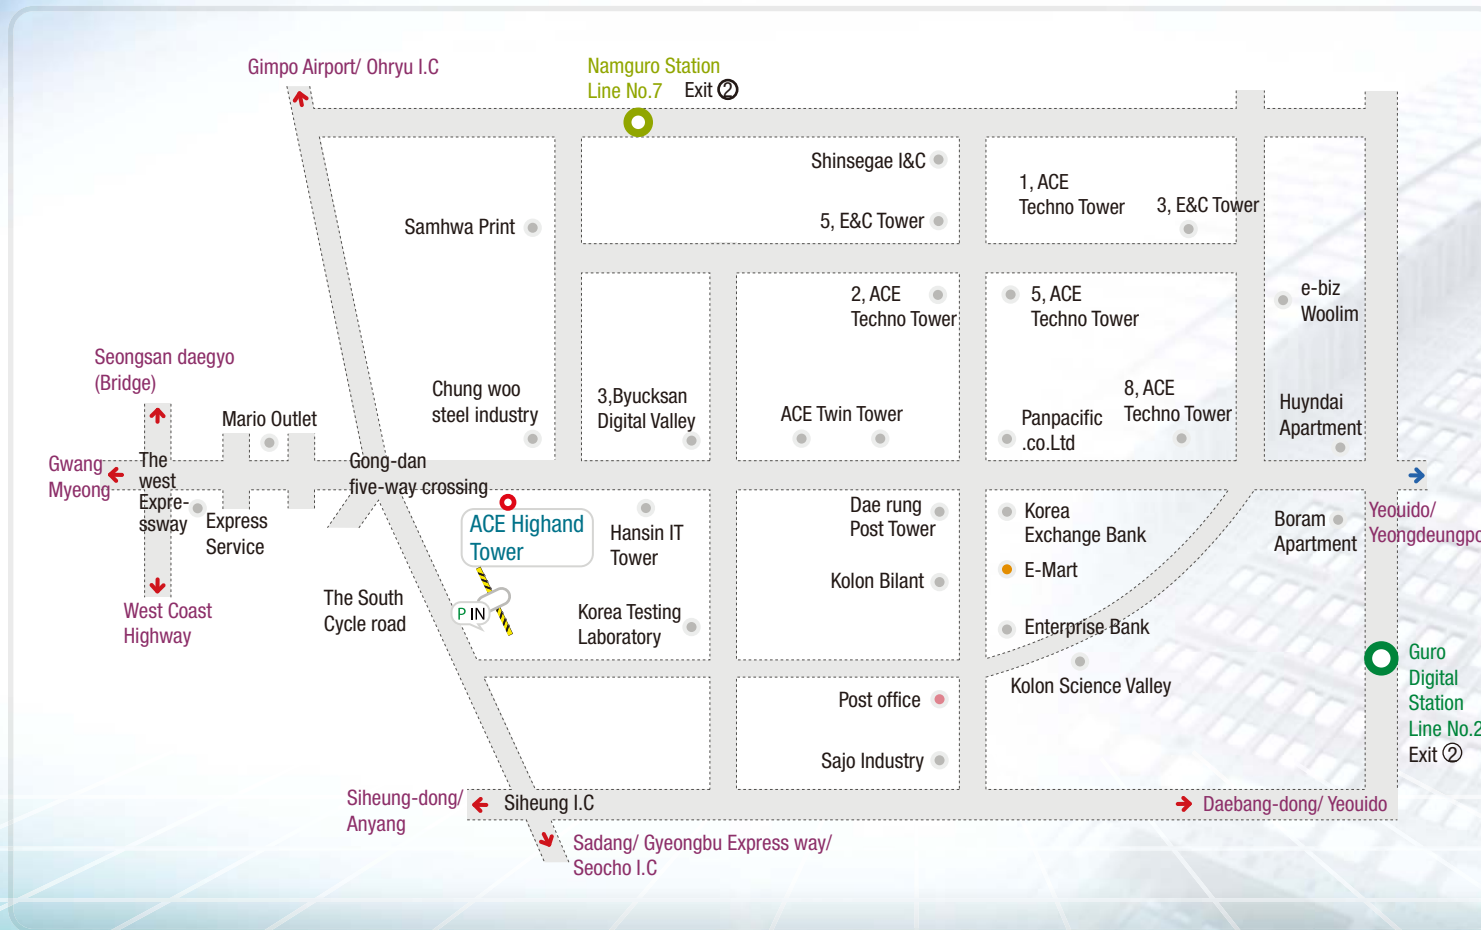 Gimpo Airport/ Ohryu I.C
Namguro Station
Line No.7 Exit ②
Shinsegae I&C
5, E&C Tower
1, ACE
Techno Tower
3, E&C Tower
Samhwa Print
2, ACE
Techno Tower
5, ACE
Techno Tower
e-biz
Woolim
Seongsan daegyo
(Bridge)
Mario Outlet
Chung woo
steel industry
3,Byucksan
Digital Valley
ACE Twin Tower
Panpacific
.co.Ltd
8, ACE
Techno Tower
Huyndai
Apartment
Gwang
Myeong
The
west
Expre-
ssway
Express
Service
Gong-dan
five-way crossing
ACE Highand
Tower
Hansin IT
Tower
Dae rung
Post Tower
Korea
Exchange Bank
Boram
Apartment
Yeouido/
Yeongdeungpo
E-Mart
Kolon Bilant
West Coast
Highway
The South
Cycle road
P IN
Korea Testing
Laboratory
Enterprise Bank
Kolon Science Valley
Guro
Digital
Station
Line No.2
Exit ②
Post office
Sajo Industry
Siheung-dong/
Anyang
Siheung I.C
Daebang-dong/ Yeouido
Sadang/ Gyeongbu Express way/
Seocho I.C